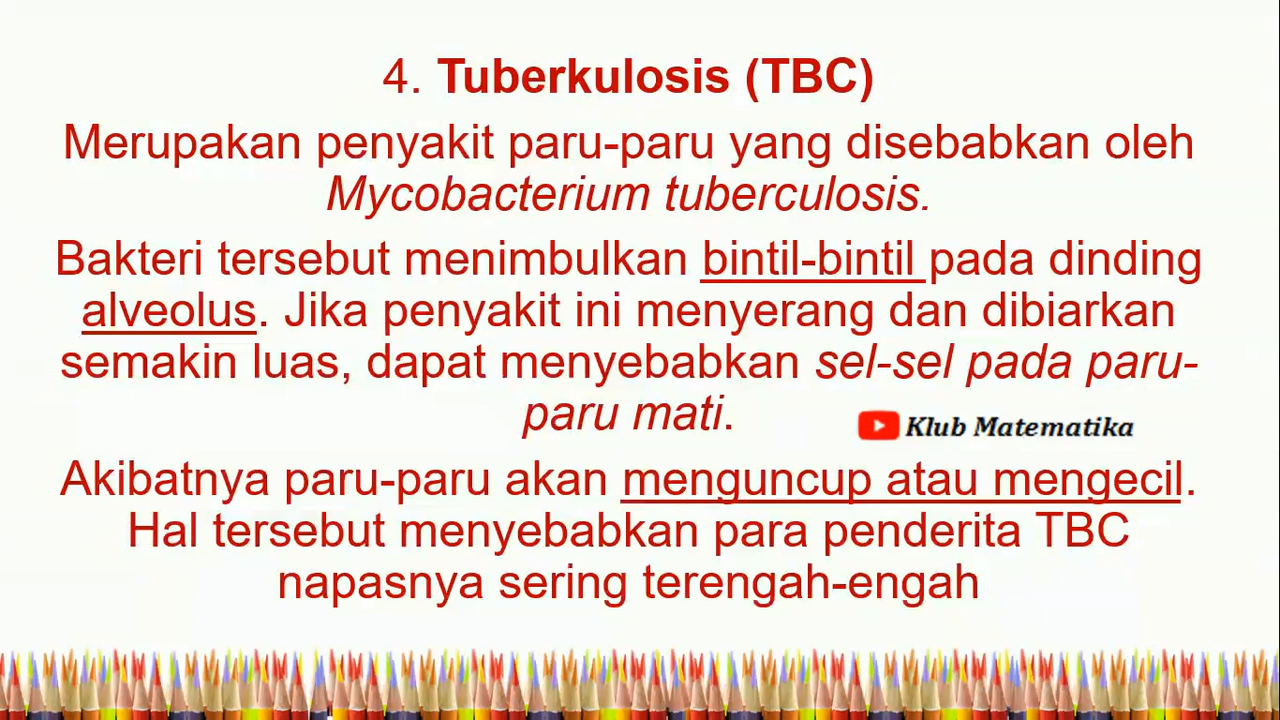 4. Tuberkulosis (TBC)
Merupakan penyakit paru-paru yang disebabkan oleh
Mycobacterium tuberculosis.
Bakteri tersebut menimbulkan bintil-bintil pada dinding
alveolus. Jika penyakit ini menyerang dan dibiarkan
semakin luas, dapat menyebabkan sel-sel pada paru-
paru mati.
Klub Matematika
Akibatnya paru-paru akan menguncup atau mengecil.
Hal tersebut menyebabkan para penderita TBC
napasnya sering terengah-engah